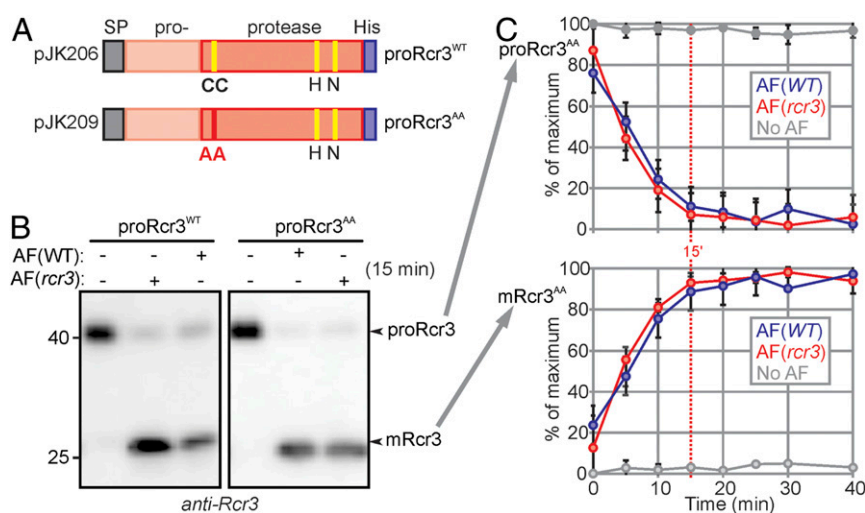 A
SP pro- protease His
pJK206 proRcr3WT
CC H N
pJK209 proRcr3AA
AA H N
B
proRcr3WT proRcr3AA
AF(WT): - - + - + -
AF(rcr3): - + - - - + (15 min)
40 proRcr3
25 mRcr3
anti-Rcr3
C
proRcr3AA
% of maximum
100
80
60
40
20
0
AF(WT)
AF(rcr3)
No AF
15'
mRcr3AA
% of maximum
100
80
60
40
20
0
AF(WT)
AF(rcr3)
No AF
0 10 20 30 40
Time (min)